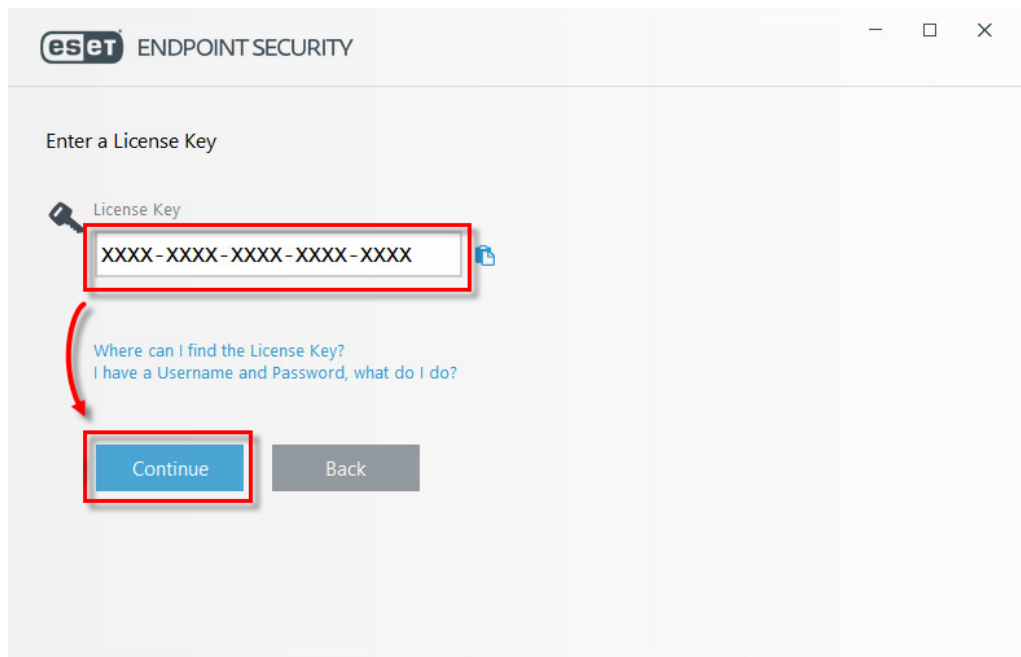 eset ENDPOINT SECURITY
Enter a License Key
License Key
XXXX-XXXX-XXXX-XXXX-XXXX
Where can I find the License Key?
I have a Username and Password, what do I do?
Continue Back